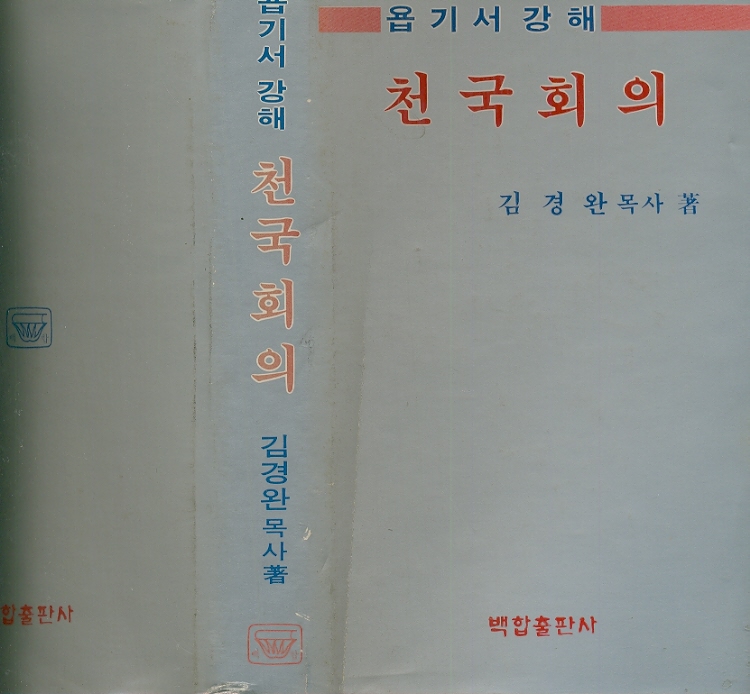 욥기서 강해
천국회의
김경완 목사 著
백합출판사
욥기서 강해
천국회의
김경완 목사 著
합출판사